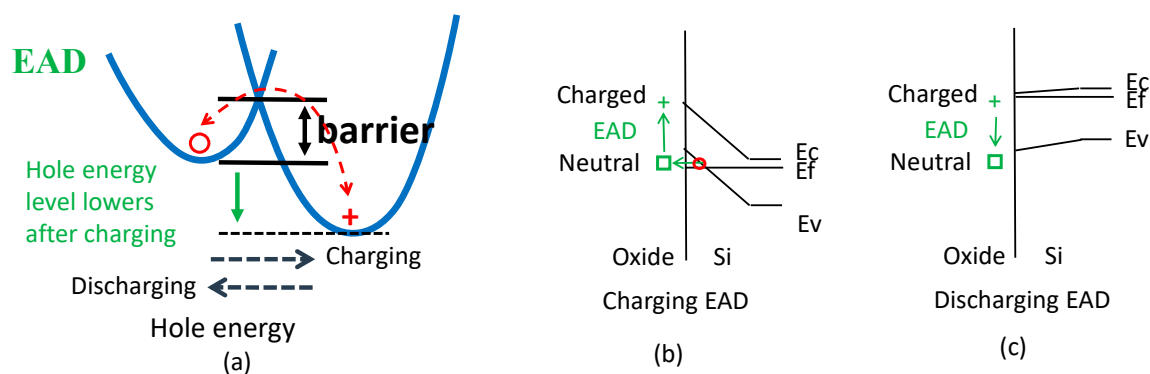 EAD
barrier
Hole energy
level lowers
after charging
+
Charging
Discharging
Hole energy
(a)
Charged +
EAD
Neutral
Ec
Ef
Ev
Oxide Si
Charging EAD
(b)
Charged +
EAD
Neutral
Ec
Ef
Ev
Oxide Si
Discharging EAD
(c)